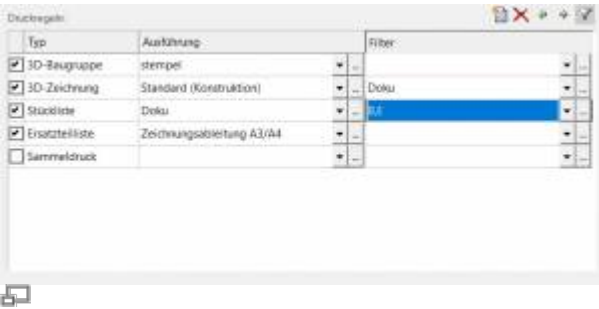 Druckregeln
Typ Ausführung Filter
3D-Baugruppe stempel
3D-Zeichnung Standard (Konstruktion) Doku
Stückliste Doku
Ersatzteilliste Zeichnungsableitung A3/A4
Sammeldruck